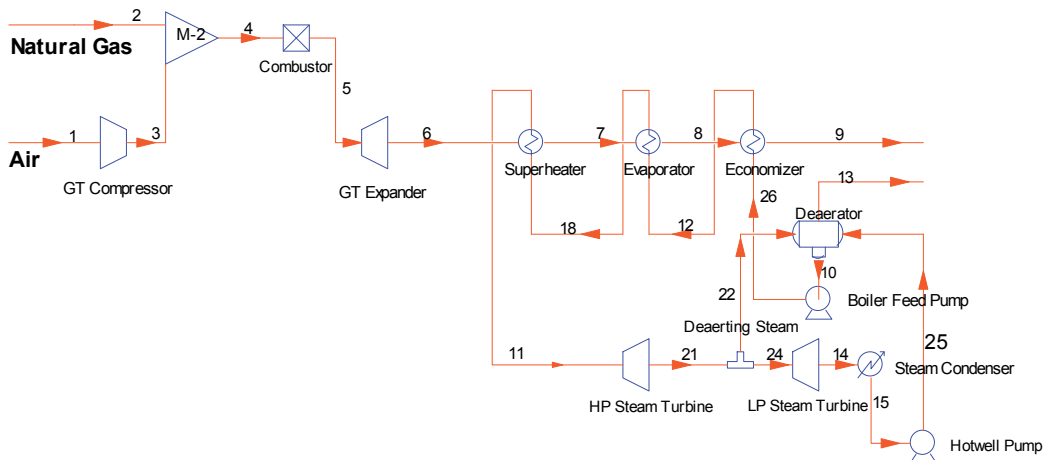 2
M-2
4
Natural Gas
Combustor
5
1
3
6
7
8
9
Air
Superheater
Evaporator
Economizer
GT Compressor
GT Expander
13
26
Deaerator
18
12
10
22
Boiler Feed Pump
Deaerting Steam
25
11
21
24
14
Steam Condenser
HP Steam Turbine
LP Steam Turbine
15
Hotwell Pump